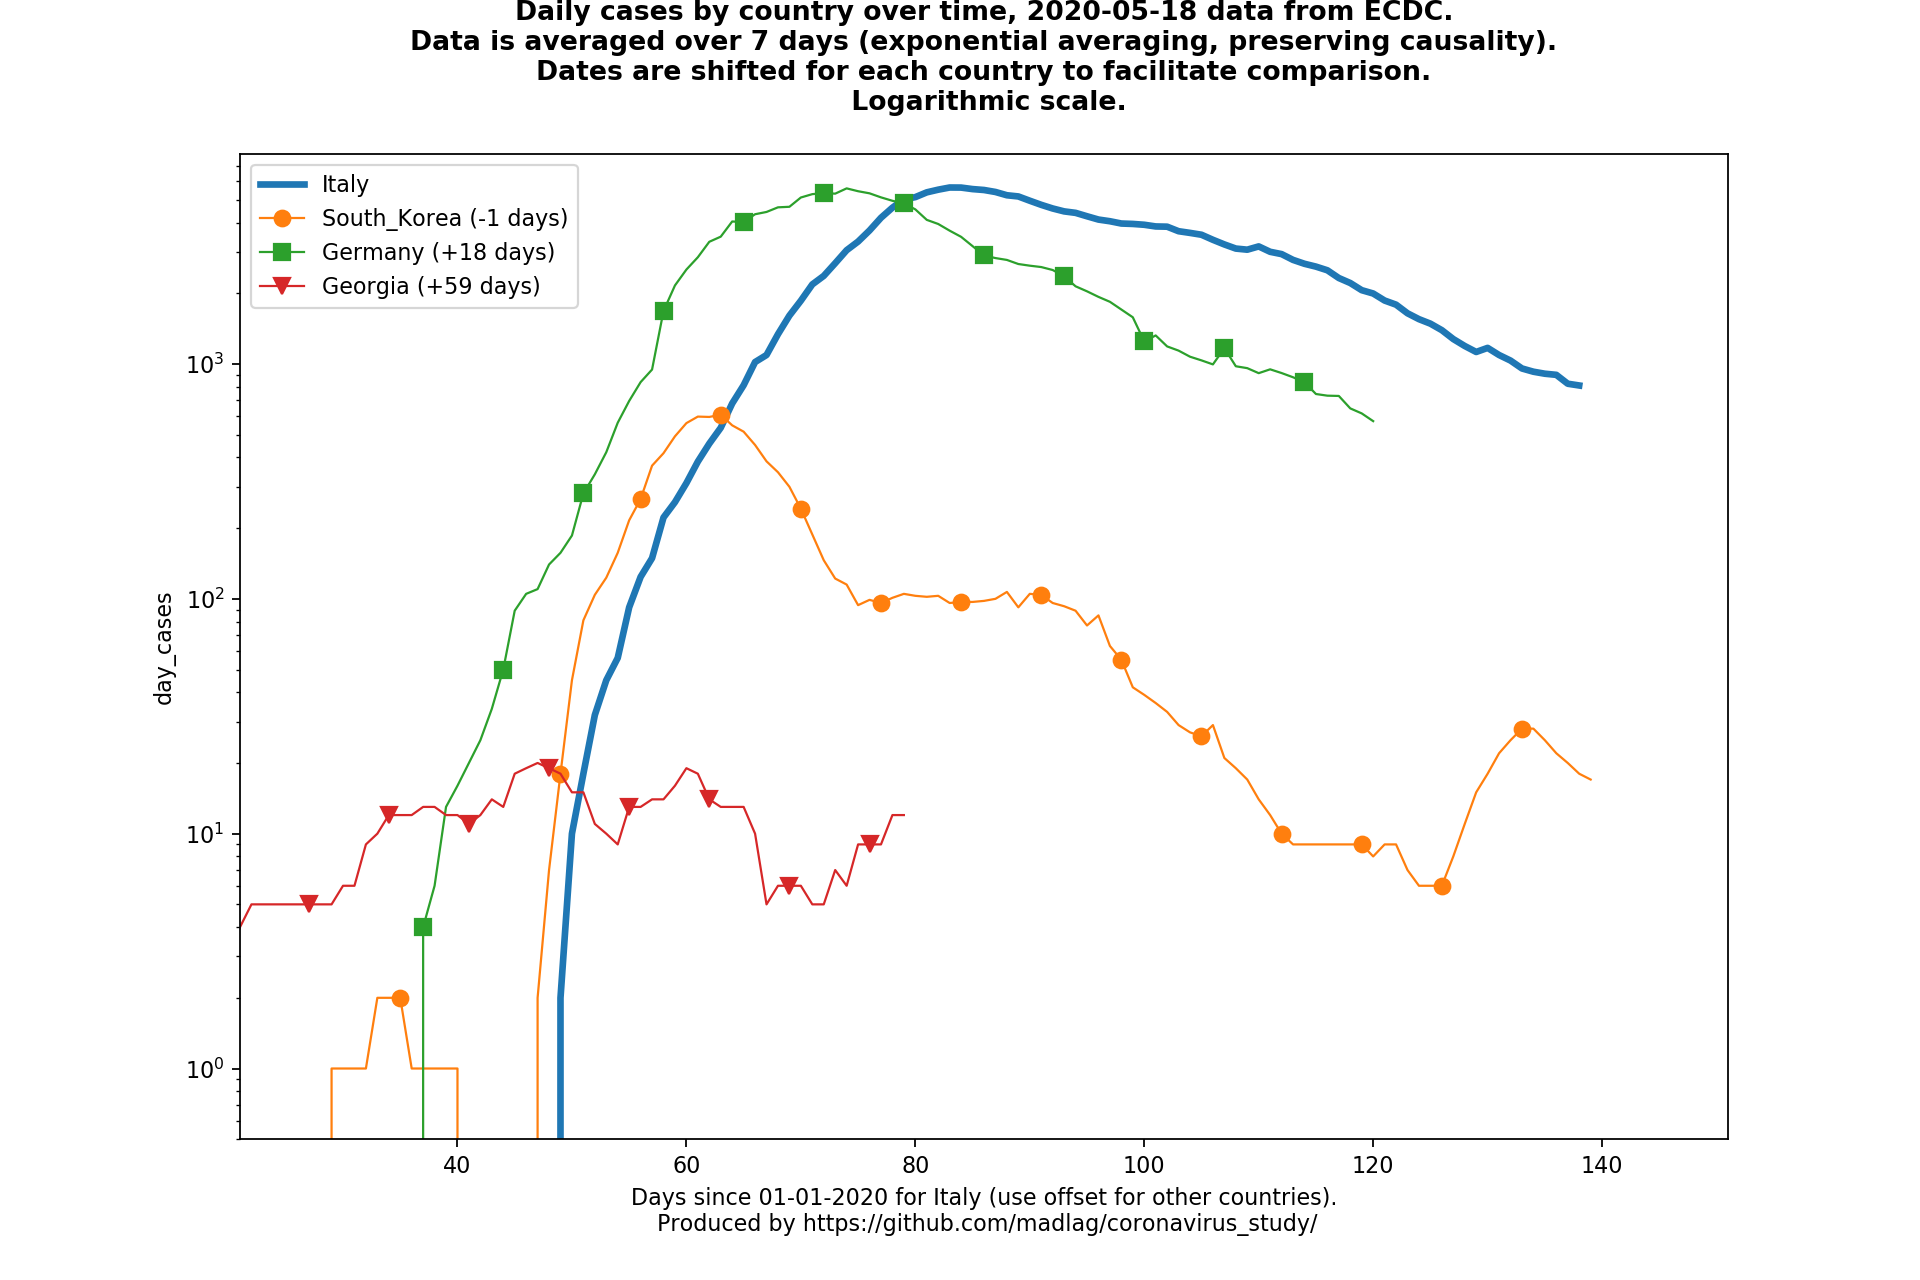 Daily cases by country over time, 2020-05-18 data from ECDC.
Data is averaged over 7 days (exponential averaging, preserving causality).
Dates are shifted for each country to facilitate comparison.
Logarithmic scale.
Italy
South_Korea (-1 days)
Germany (+18 days)
Georgia (+59 days)
10³
10²
10¹
10⁰
day_cases
40 60 80 100 120 140
Days since 01-01-2020 for Italy (use offset for other countries).
Produced by https://github.com/madlag/coronavirus_study/